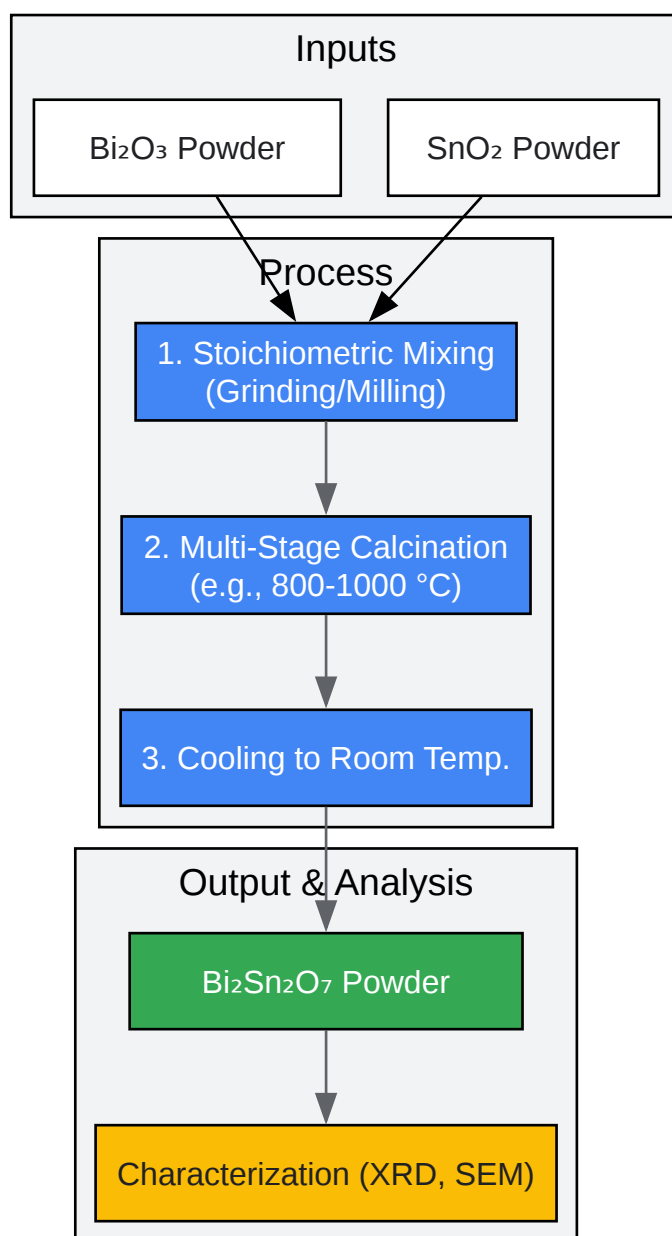 Inputs
Bi₂O₃ Powder
SnO₂ Powder
Process
1. Stoichiometric Mixing
(Grinding/Milling)
2. Multi-Stage Calcination
(e.g., 800-1000 °C)
3. Cooling to Room Temp.
Output & Analysis
Bi₂Sn₂O₇ Powder
Characterization (XRD, SEM)